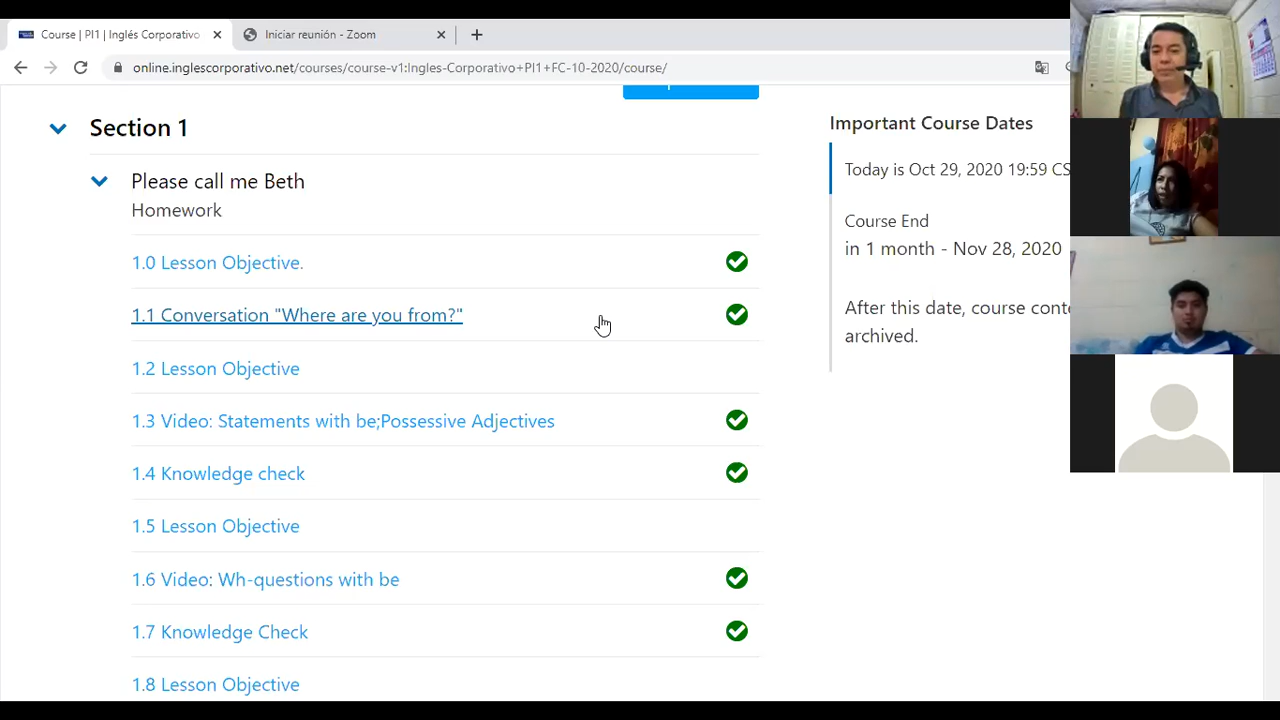 Course | PI1 | Inglés Corporativo
Iniciar reunión - Zoom
online.inglescorporativo.net/courses/course-v1:Ingles-Corporativo+PI1+FC-10-2020/course/
Section 1
Please call me Beth
Homework
1.0 Lesson Objective.
1.1 Conversation "Where are you from?"
1.2 Lesson Objective
1.3 Video: Statements with be;Possessive Adjectives
1.4 Knowledge check
1.5 Lesson Objective
1.6 Video: Wh-questions with be
1.7 Knowledge Check
1.8 Lesson Objective
Important Course Dates
Today is Oct 29, 2020 19:59 CS
Course End
in 1 month - Nov 28, 2020
After this date, course conte
archived.